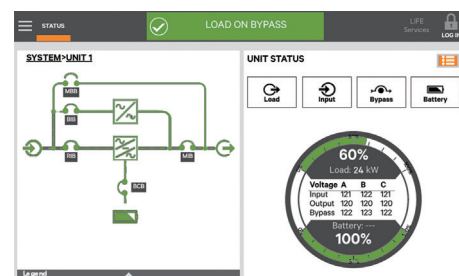 STATUS
LOAD ON BYPASS
LIFE
Services
LOG IN
SYSTEM>UNIT 1
MBB
BIB
RIB
MIB
BCB
Legend
UNIT STATUS
Load
Input
Bypass
Battery
60%
Load: 24 kW
Voltage A B C
Input 121 122 121
Output 120 120 120
Bypass 122 123 122
Battery: ---
100%